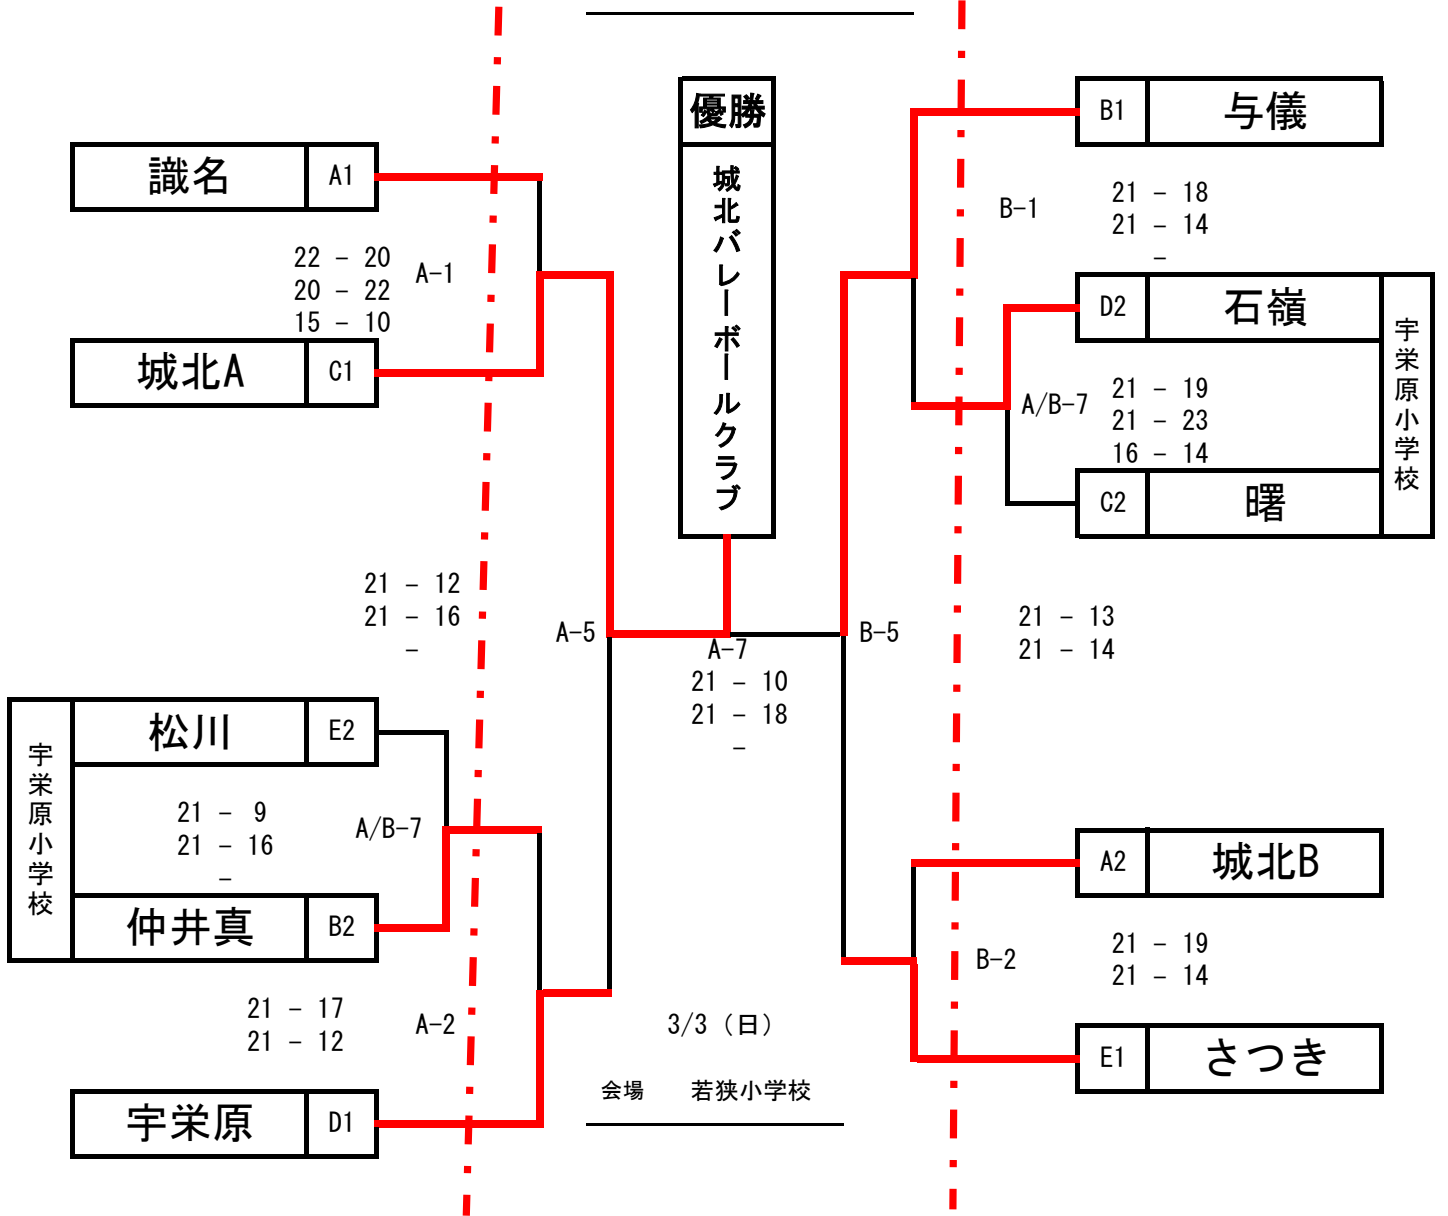 優勝
城北バレーボールクラブ
識名 A1
22 － 20
20 － 22
15 － 10
A−1
城北A C1
21 － 12
21 － 16
－
A−5
宇栄原小学校
松川 E2
21 － 9
21 － 16
－
A/B−7
仲井真 B2
21 － 17
21 － 12
A−2
宇栄原 D1
A−7
21 － 10
21 － 18
－
3/3（日）
会場 若狭小学校
B1 与儀
B−1
21 － 18
21 － 14
－
D2 石嶺
A/B−7
21 － 19
21 － 23
16 － 14
C2 曙
宇栄原小学校
B−5
21 － 13
21 － 14
A2 城北B
B−2
21 － 19
21 － 14
E1 さつき